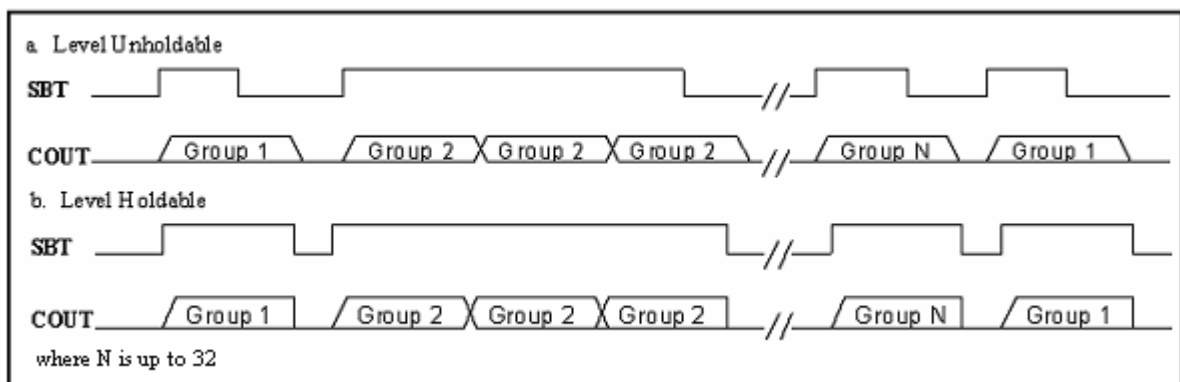 a. Level Unholdable
SBT
//
COUT Group 1 Group 2 Group 2 Group 2 // Group N Group 1
b. Level Holdable
SBT
//
COUT Group 1 Group 2 Group 2 Group 2 // Group N Group 1
where N is up to 32